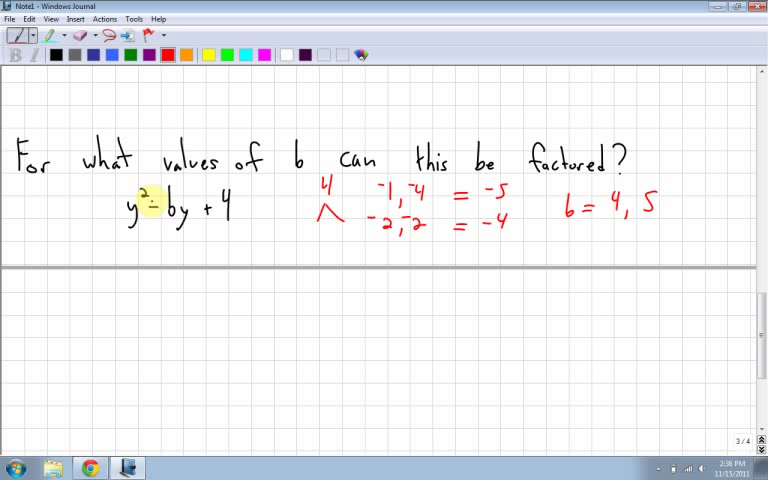 Note1 - Windows Journal
File Edit View Insert Actions Tools Help
B I
For what values of b can this be factored?
y² - by + 4
4 -1, -4 = -5
-2, -2 = -4
b = 4, 5
3 / 4
2:38 PM
11/15/2011